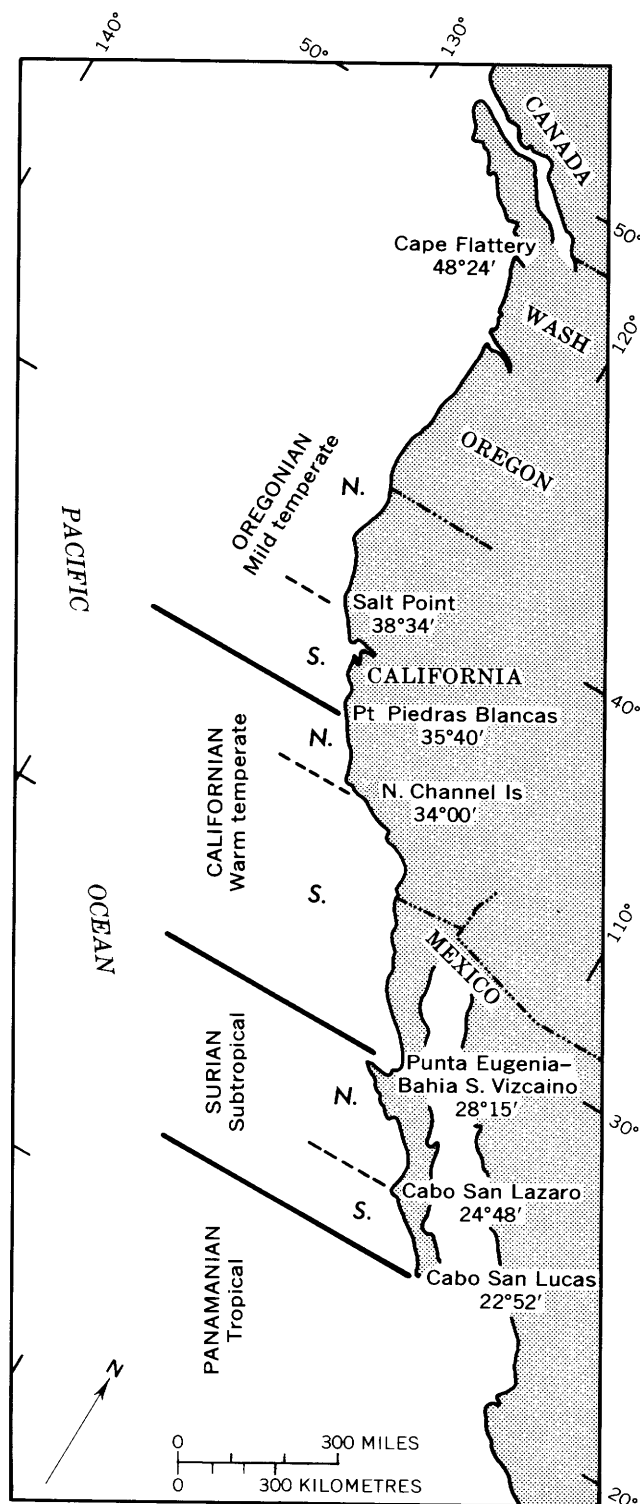 140°
50°
130°
CANADA
50°
Cape Flattery
48°24′
WASH
120°
OREGON
OREGONIAN
Mild temperate
N.
PACIFIC
Salt Point
38°34′
S.
CALIFORNIA
40°
Pt Piedras Blancas
35°40′
N.
CALIFORNIAN
Warm temperate
N. Channel Is
34°00′
S.
OCEAN
110°
MEXICO
Punta Eugenia–
Bahia S. Vizcaino
28°15′
SURIAN
Subtropical
N.
30°
Cabo San Lazaro
24°48′
S.
Cabo San Lucas
22°52′
PANAMANIAN
Tropical
N
0 300 MILES
0 300 KILOMETRES
20°